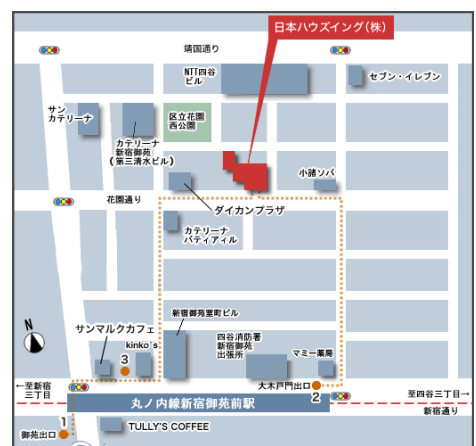 日本ハウズイング(株)
靖国通り
NTT四谷
ビル
セブン・イレブン
サン
カテリーナ
カテリーナ
新宿御苑
(第三清水ビル)
区立花園
西公園
小諸ソバ
花園通り
ダイカンプラザ
カテリーナ
パティアィル
新宿御苑室町ビル
サンマルクカフェ
kinko's
四谷消防署
新宿御苑
出張所
マミー薬局
N
3
←至新宿
三丁目
大木戸門出口
2
至四谷三丁目→
丸ノ内線新宿御苑前駅
新宿通り
1
御苑出口
TULLY'S COFFEE